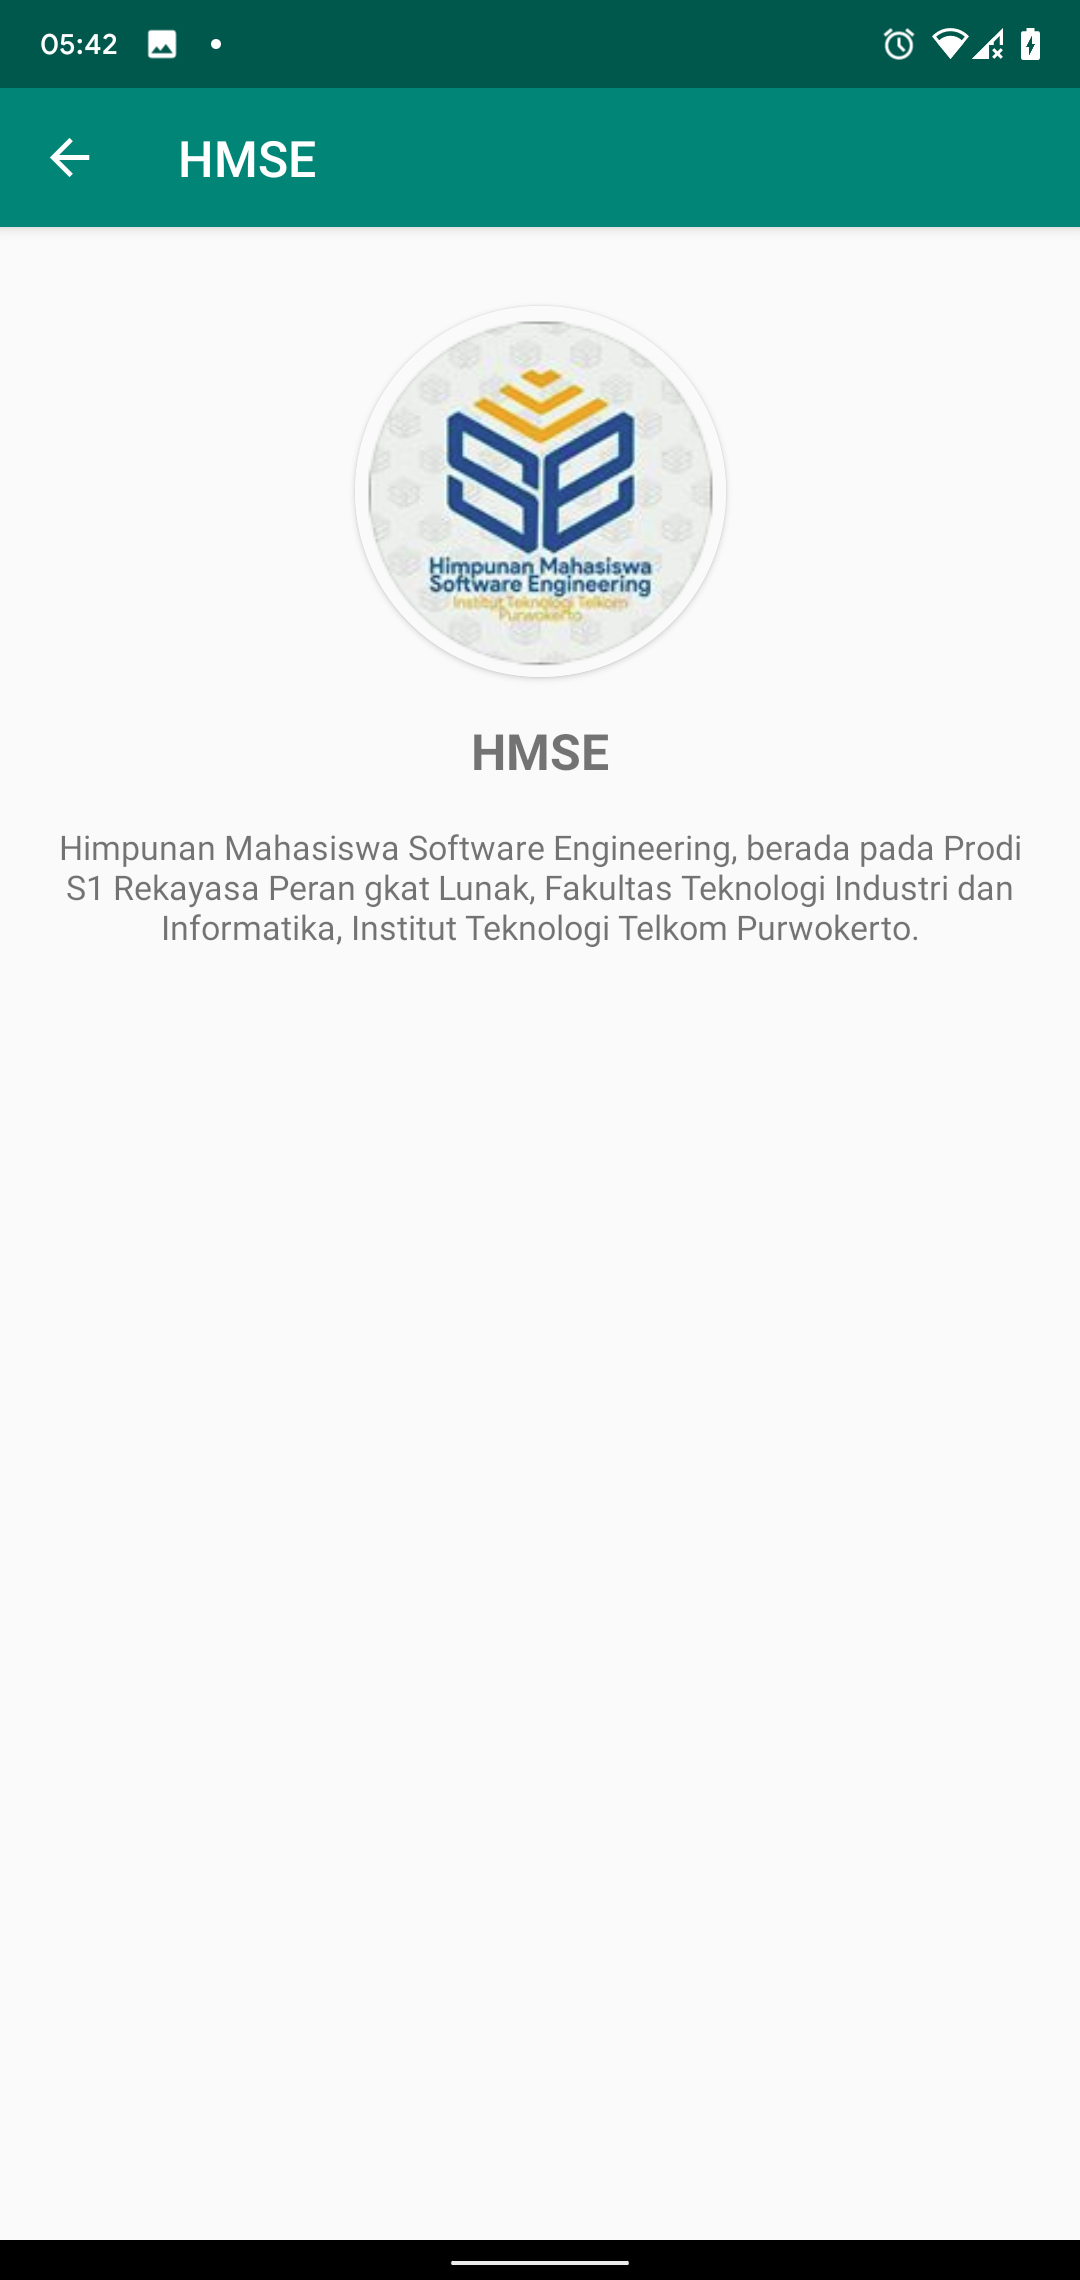 05:42
HMSE
Himpunan Mahasiswa
Software Engineering
Institut Teknologi Telkom
Purwokerto
HMSE
Himpunan Mahasiswa Software Engineering, berada pada Prodi
S1 Rekayasa Peran gkat Lunak, Fakultas Teknologi Industri dan
Informatika, Institut Teknologi Telkom Purwokerto.